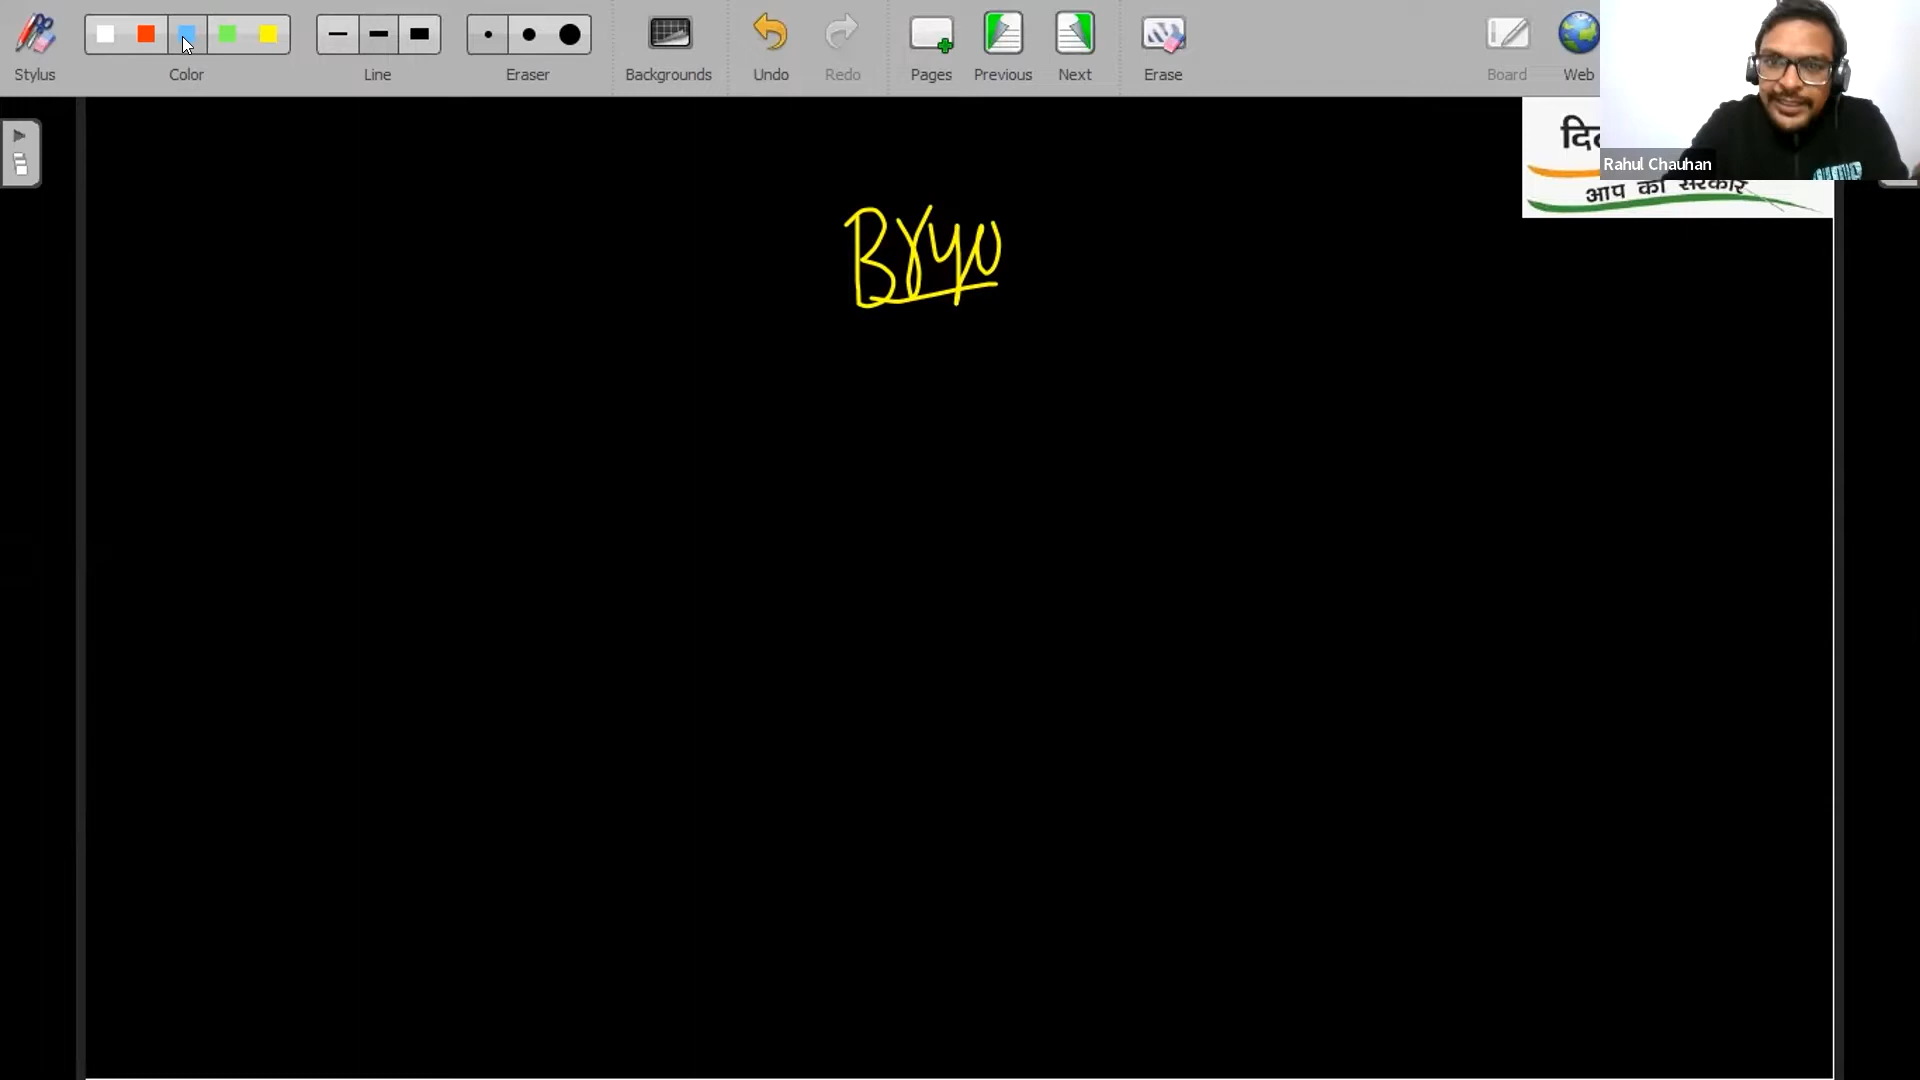 Stylus Color Line Eraser Backgrounds Undo Redo Pages Previous Next Erase Board Web
Rahul Chauhan
आप की सरकार
Bryo